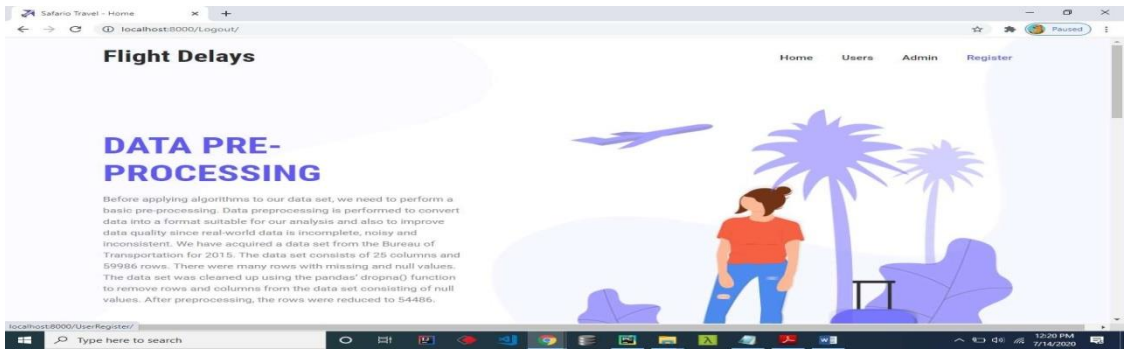 Safario Travel - Home
localhost:8000/Logout/
Paused
Flight Delays
Home Users Admin Register
DATA PRE-
PROCESSING
Before applying algorithms to our data set, we need to perform a
basic pre-processing. Data preprocessing is performed to convert
data into a format suitable for our analysis and also to improve
data quality since real-world data is incomplete, noisy and
inconsistent. We have acquired a data set from the Bureau of
Transportation for 2015. The data set consists of 25 columns and
59986 rows. There were many rows with missing and null values.
The data set was cleaned up using the pandas' dropna() function
to remove rows and columns from the data set consisting of null
values. After preprocessing, the rows were reduced to 54486.
localhost:8000/UserRegister/
Type here to search
12:20 PM
7/14/2020